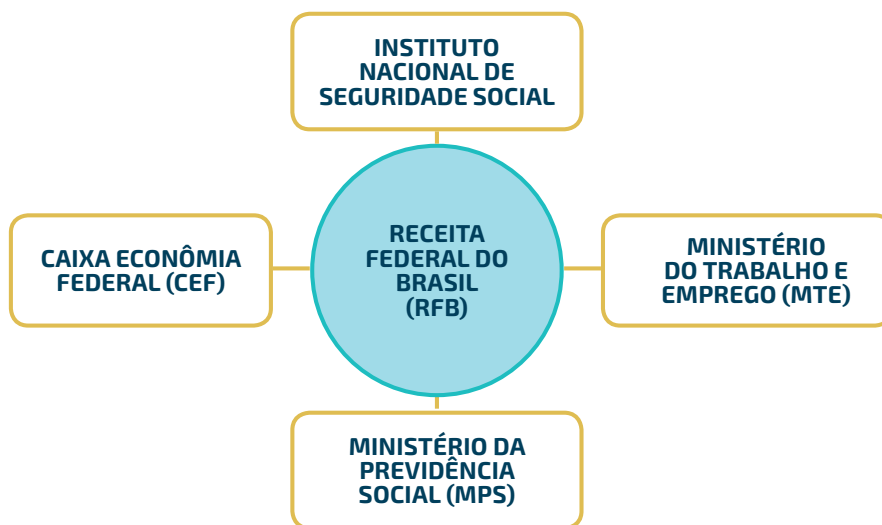 INSTITUTO
NACIONAL DE
SEGURIDADE SOCIAL
CAIXA ECONÔMIA
FEDERAL (CEF)
RECEITA
FEDERAL DO
BRASIL
(RFB)
MINISTÉRIO
DO TRABALHO E
EMPREGO (MTE)
MINISTÉRIO DA
PREVIDÊNCIA
SOCIAL (MPS)